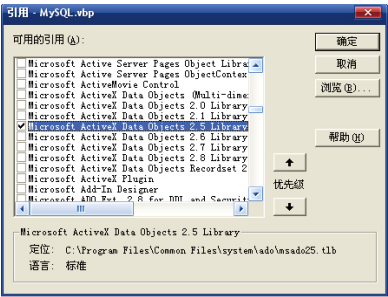 引用 - MySQL.vbp
可用的引用(A):
Microsoft Active Server Pages Object Libra
Microsoft Active Server Pages ObjectContex
Microsoft ActiveMovie Control
Microsoft ActiveX Data Objects (Multi-dime
Microsoft ActiveX Data Objects 2.0 Library
Microsoft ActiveX Data Objects 2.1 Library
Microsoft ActiveX Data Objects 2.5 Library
Microsoft ActiveX Data Objects 2.6 Library
Microsoft ActiveX Data Objects 2.7 Library
Microsoft ActiveX Data Objects 2.8 Library
Microsoft ActiveX Data Objects Recordset 2
Microsoft ActiveX Plugin
Microsoft Add-In Designer
Microsoft ADO Ext. 2.8 for DDL and Securit
确定
取消
浏览(B)...
帮助(H)
优先级
Microsoft ActiveX Data Objects 2.5 Library
定位: C:\Program Files\Common Files\system\ado\msado25.tlb
语言: 标准